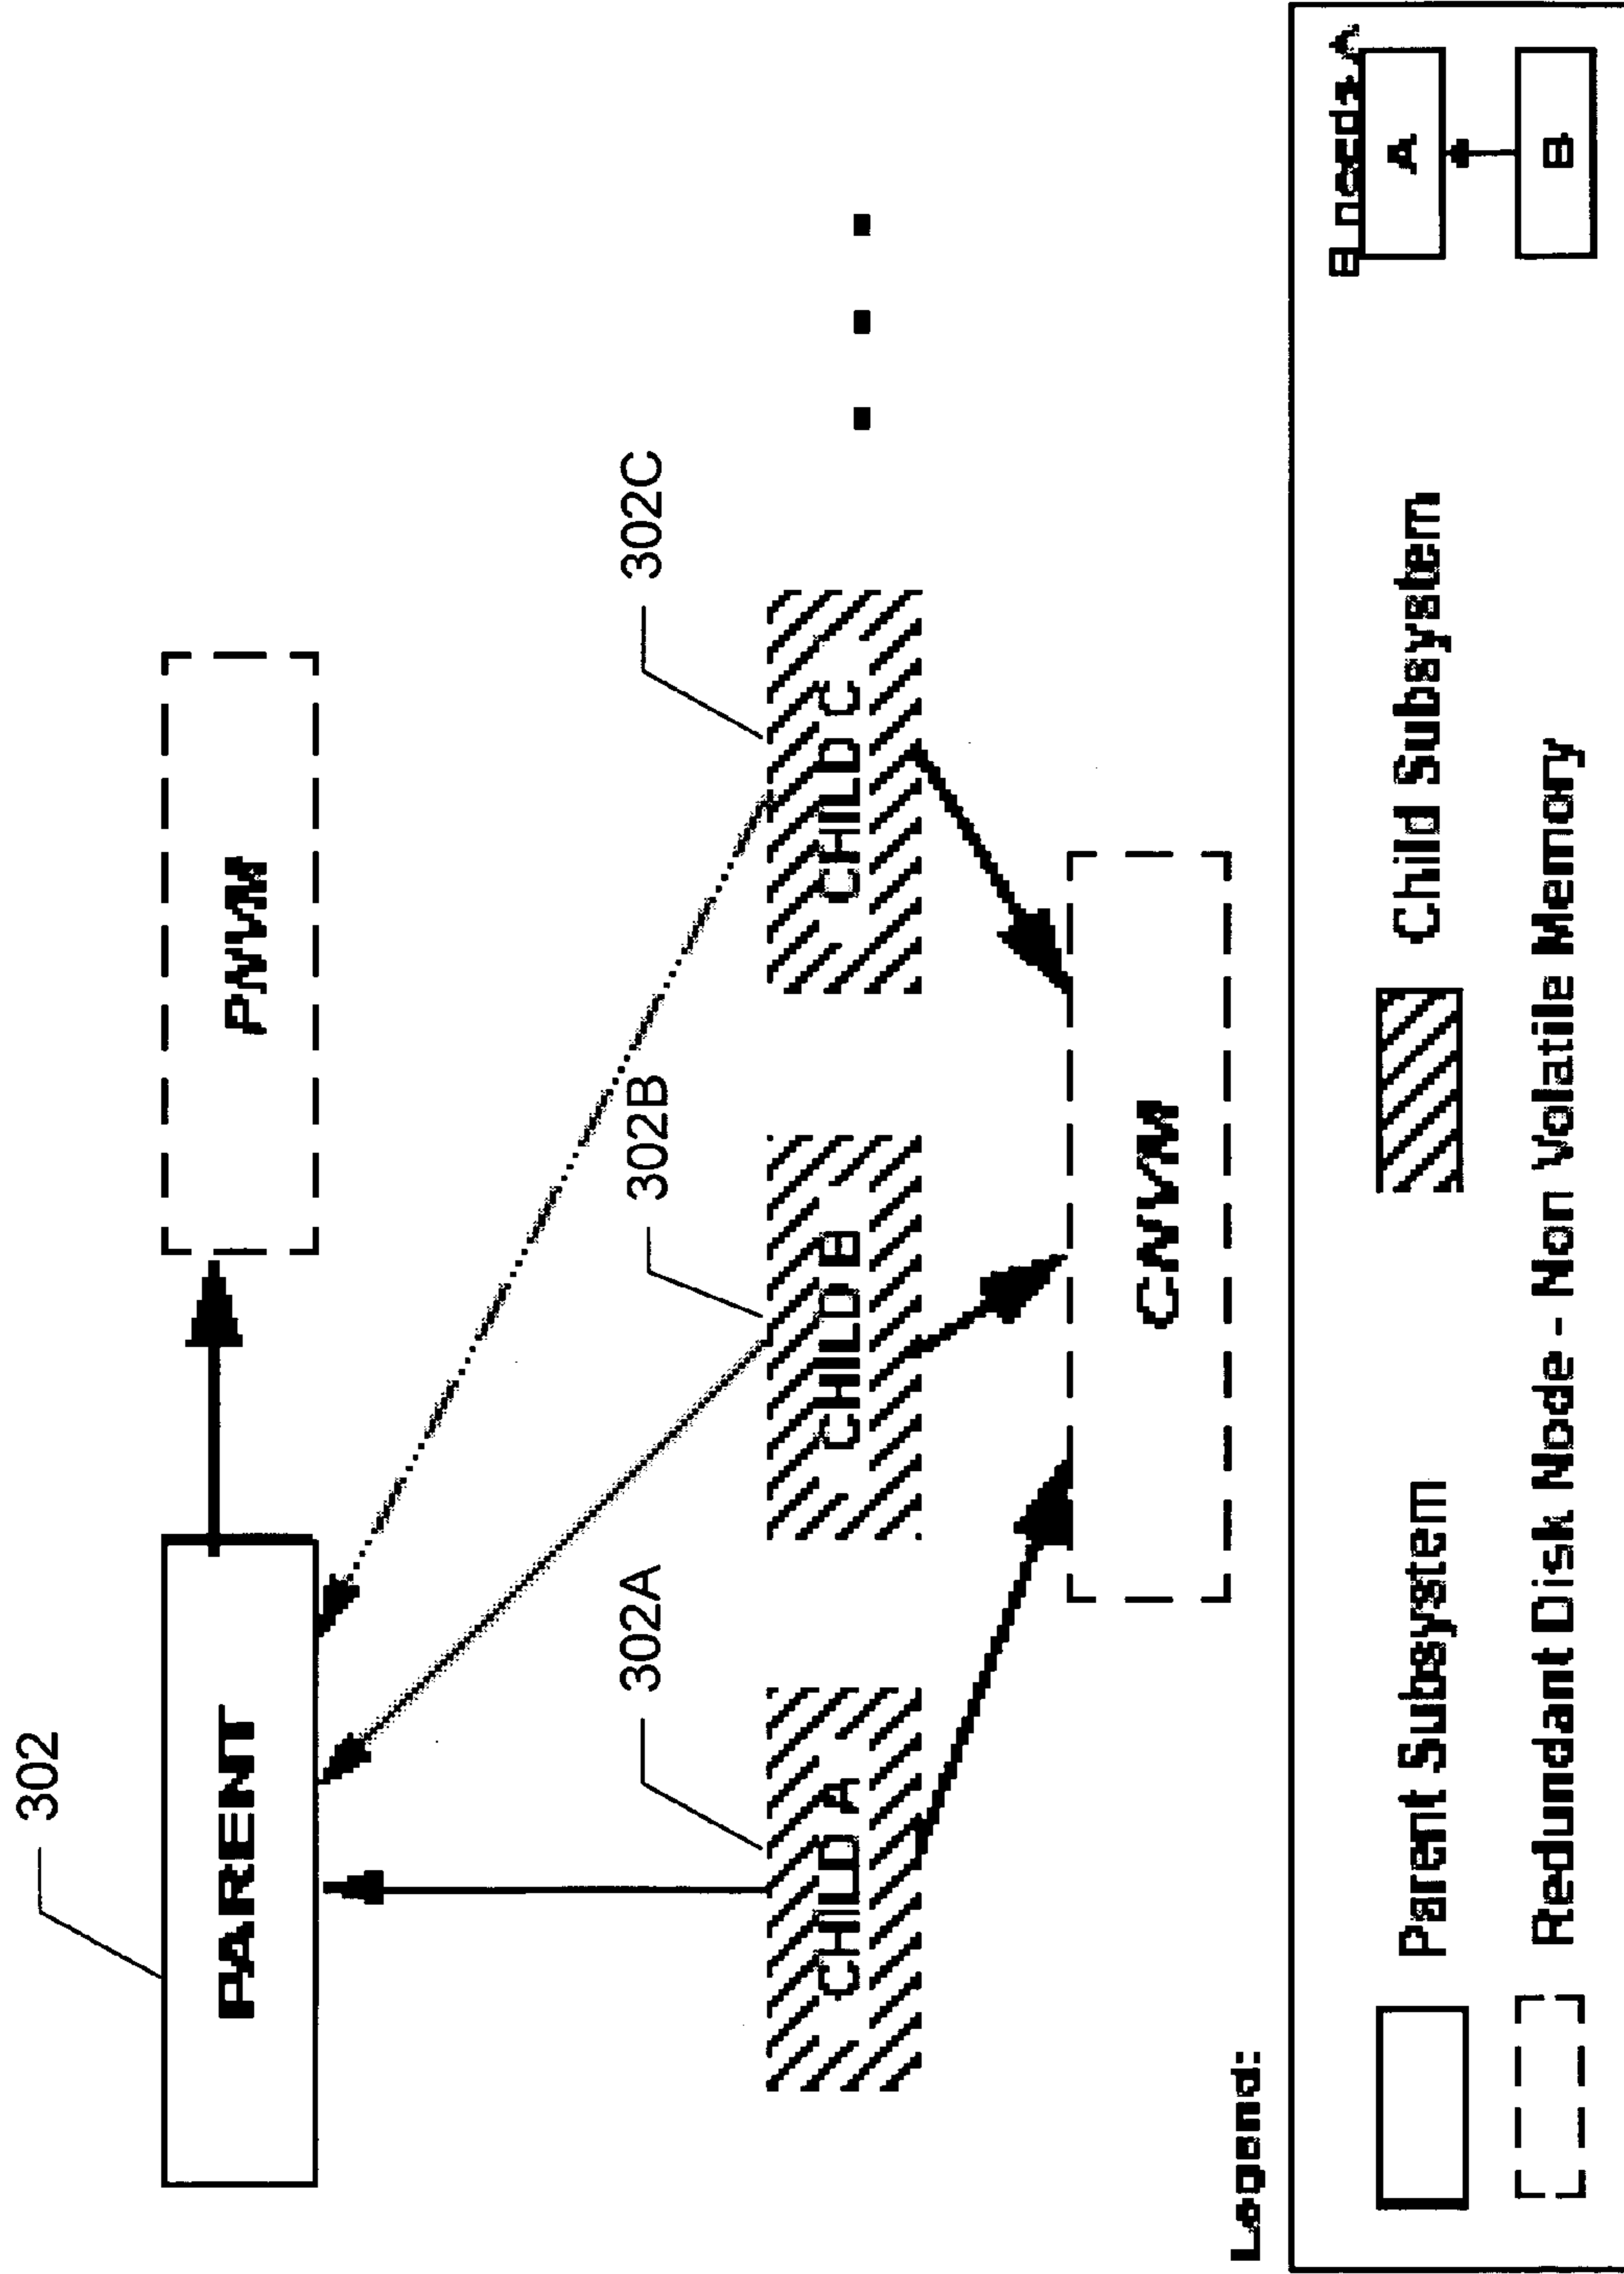 302
PARENT
PNVM
302A
302B
302C
CHILD A
CHILD B
CHILD C
CNVM
Legend:
Parent Subsystem
Child Subsystem
B needs A
A
B
Redundant Disk Node - Non Volatile Memory